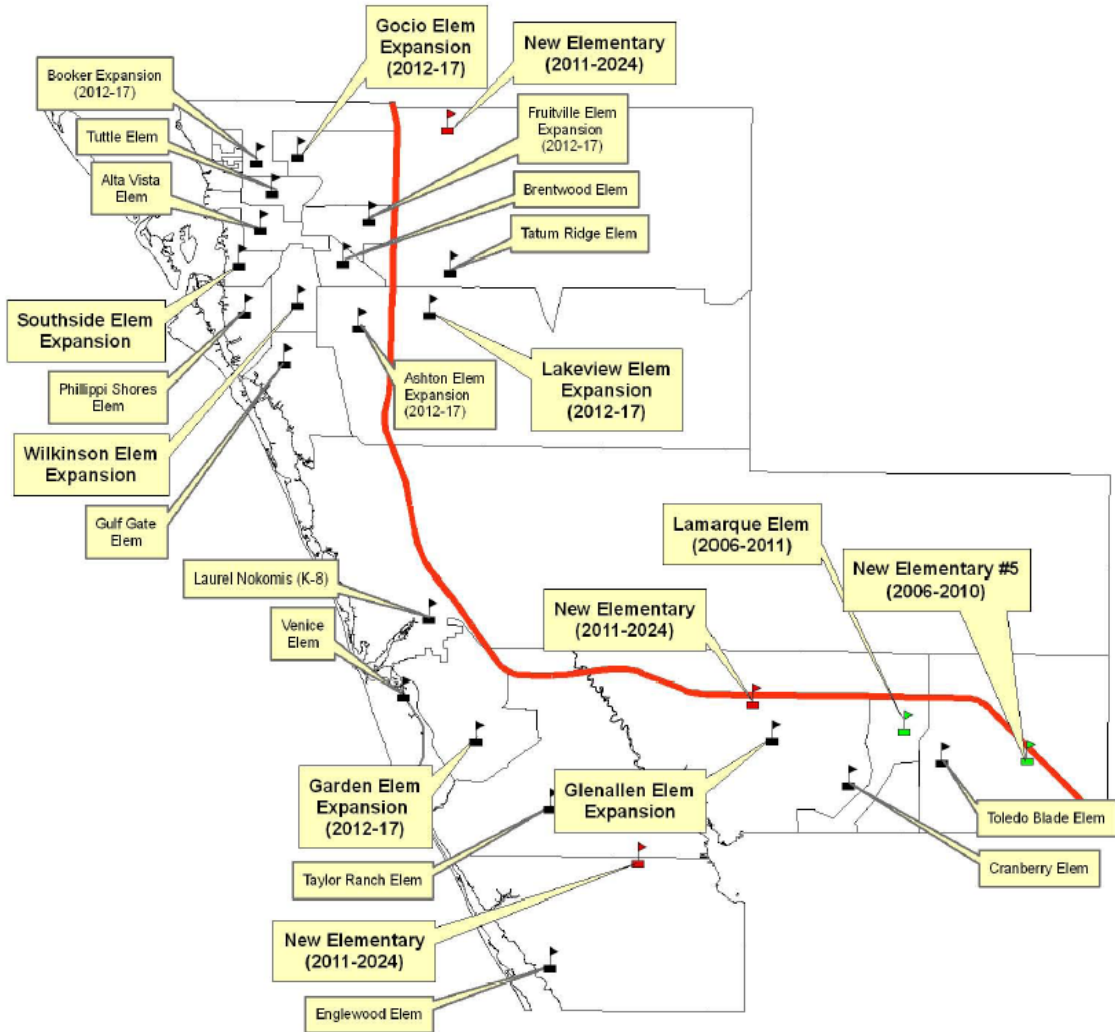 Gocio Elem
Expansion
(2012-17)
New Elementary
(2011-2024)
Booker Expansion
(2012-17)
Fruitville Elem
Expansion
(2012-17)
Tuttle Elem
Alta Vista
Elem
Brentwood Elem
Tatum Ridge Elem
Southside Elem
Expansion
Phillippi Shores
Elem
Ashton Elem
Expansion
(2012-17)
Lakeview Elem
Expansion
(2012-17)
Wilkinson Elem
Expansion
Gulf Gate
Elem
Lamarque Elem
(2006-2011)
New Elementary #5
(2006-2010)
Laurel Nokomis (K-8)
New Elementary
(2011-2024)
Venice
Elem
Garden Elem
Expansion
(2012-17)
Glenallen Elem
Expansion
Toledo Blade Elem
Cranberry Elem
Taylor Ranch Elem
New Elementary
(2011-2024)
Englewood Elem